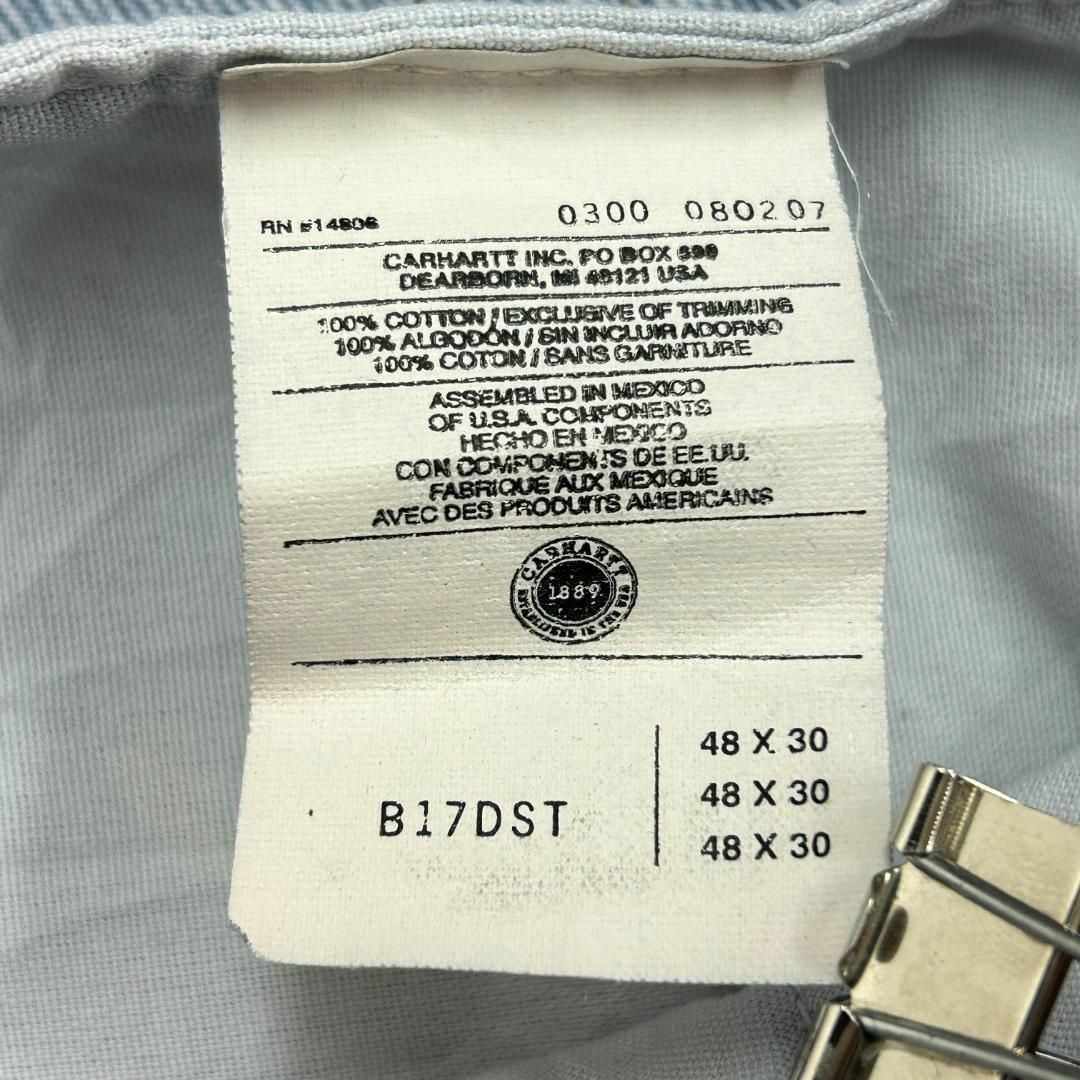 RN #14806
0300 080207
CARHARTT INC. PO BOX 600
DEARBORN, MI 48121 USA
100% COTTON / EXCLUSIVE OF TRIMMING
100% ALGODÓN / SIN INCLUIR ADORNO
100% COTON / SANS GARNITURE
ASSEMBLED IN MEXICO
OF U.S.A. COMPONENTS
HECHO EN MEXICO
CON COMPONENTS DE EE.UU.
FABRIQUE AUX MEXIQUE
AVEC DES PRODUITS AMERICAINS
CARHARTT
1889
48 X 30
B17DST
48 X 30
48 X 30